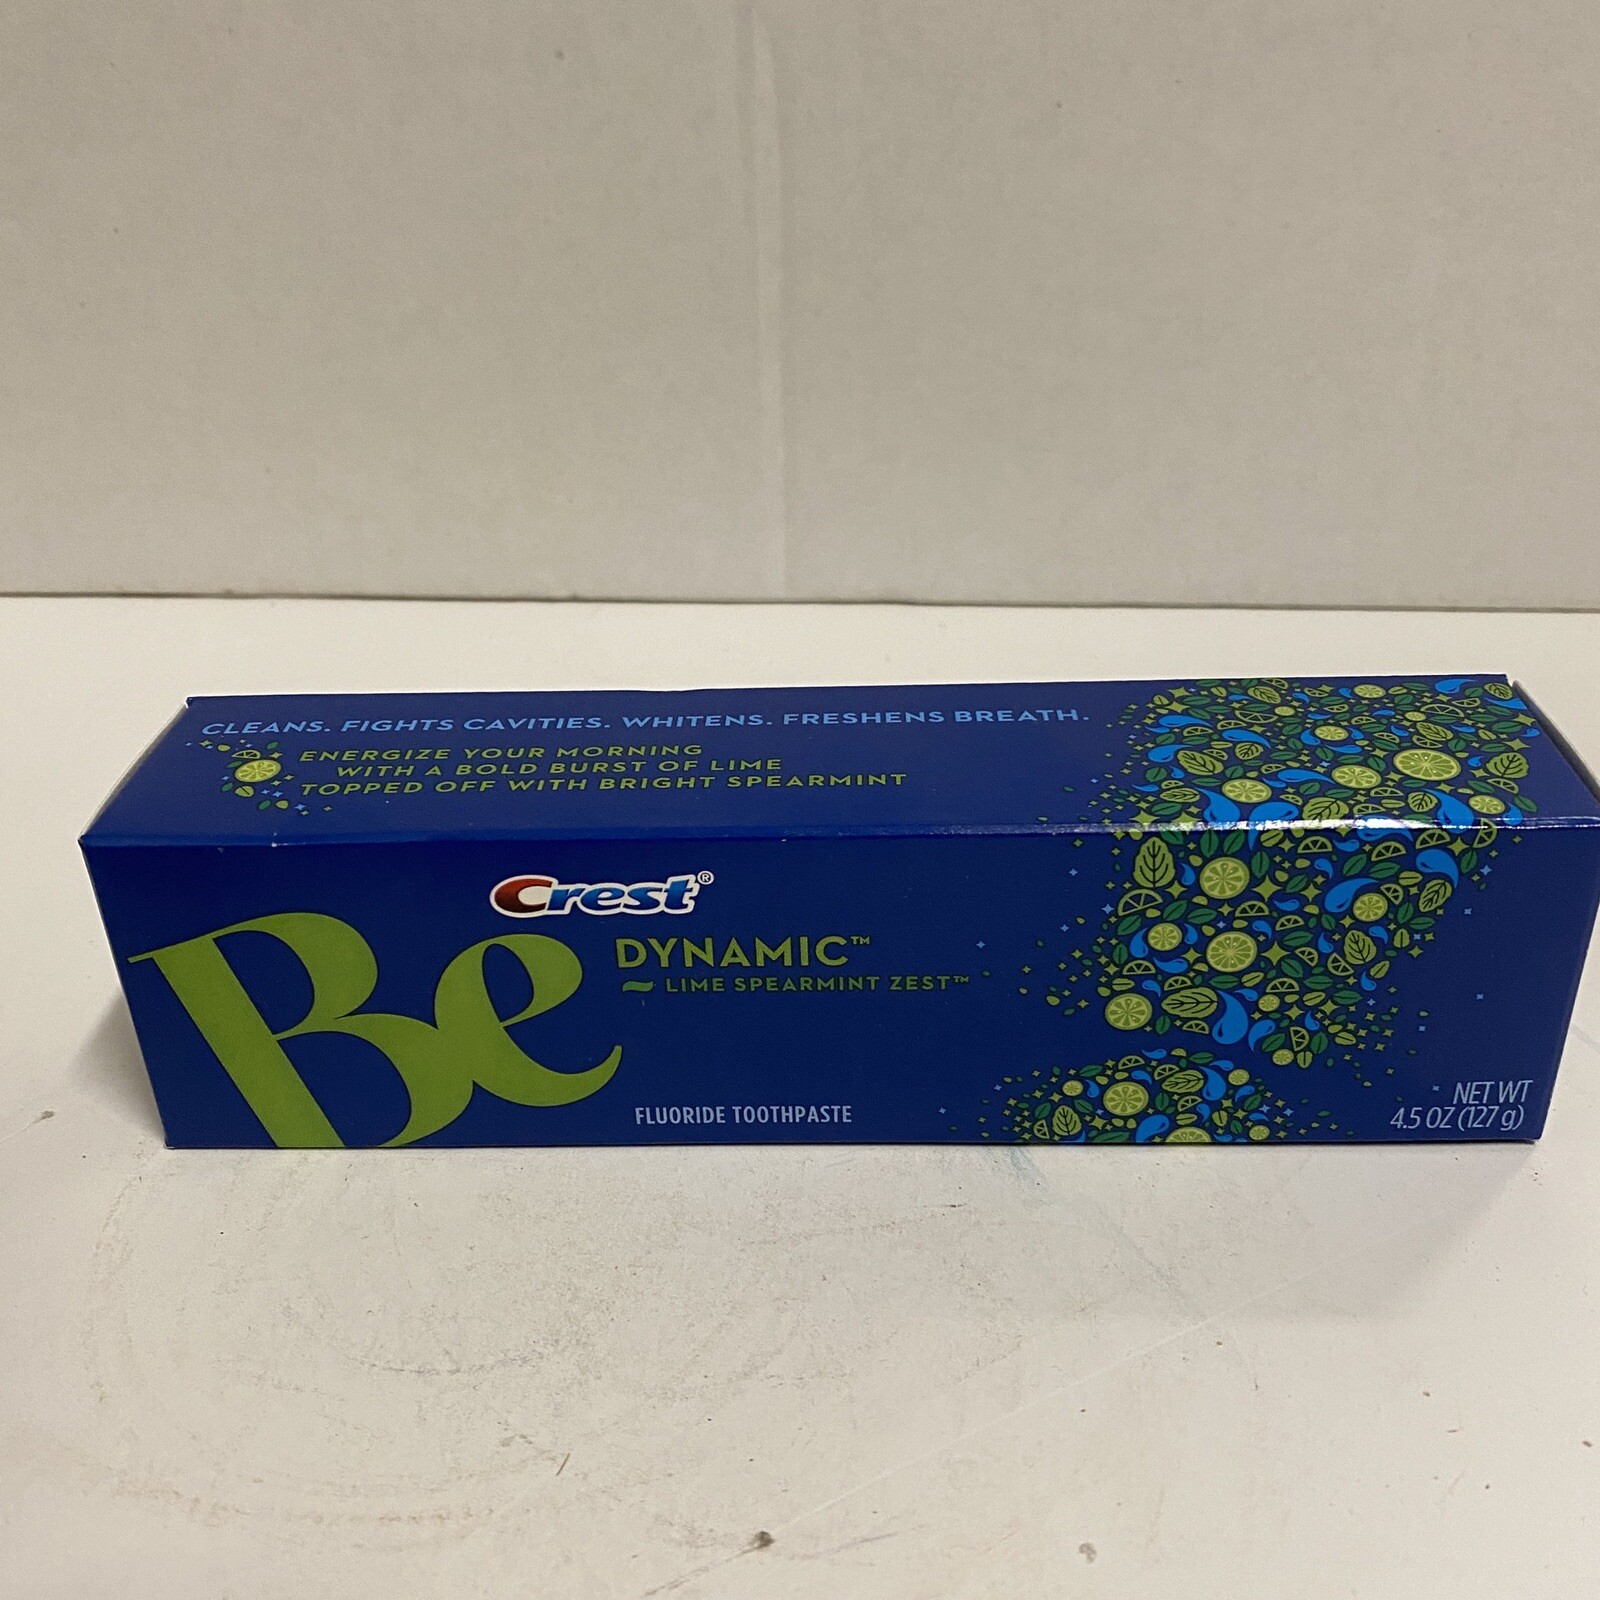 CLEANS. FIGHTS CAVITIES. WHITENS. FRESHENS BREATH.
ENERGIZE YOUR MORNING
WITH A BOLD BURST OF LIME
TOPPED OFF WITH BRIGHT SPEARMINT
Crest®
Be
DYNAMIC™
LIME SPEARMINT ZEST™
FLUORIDE TOOTHPASTE
NET WT
4.5 OZ (127 g)